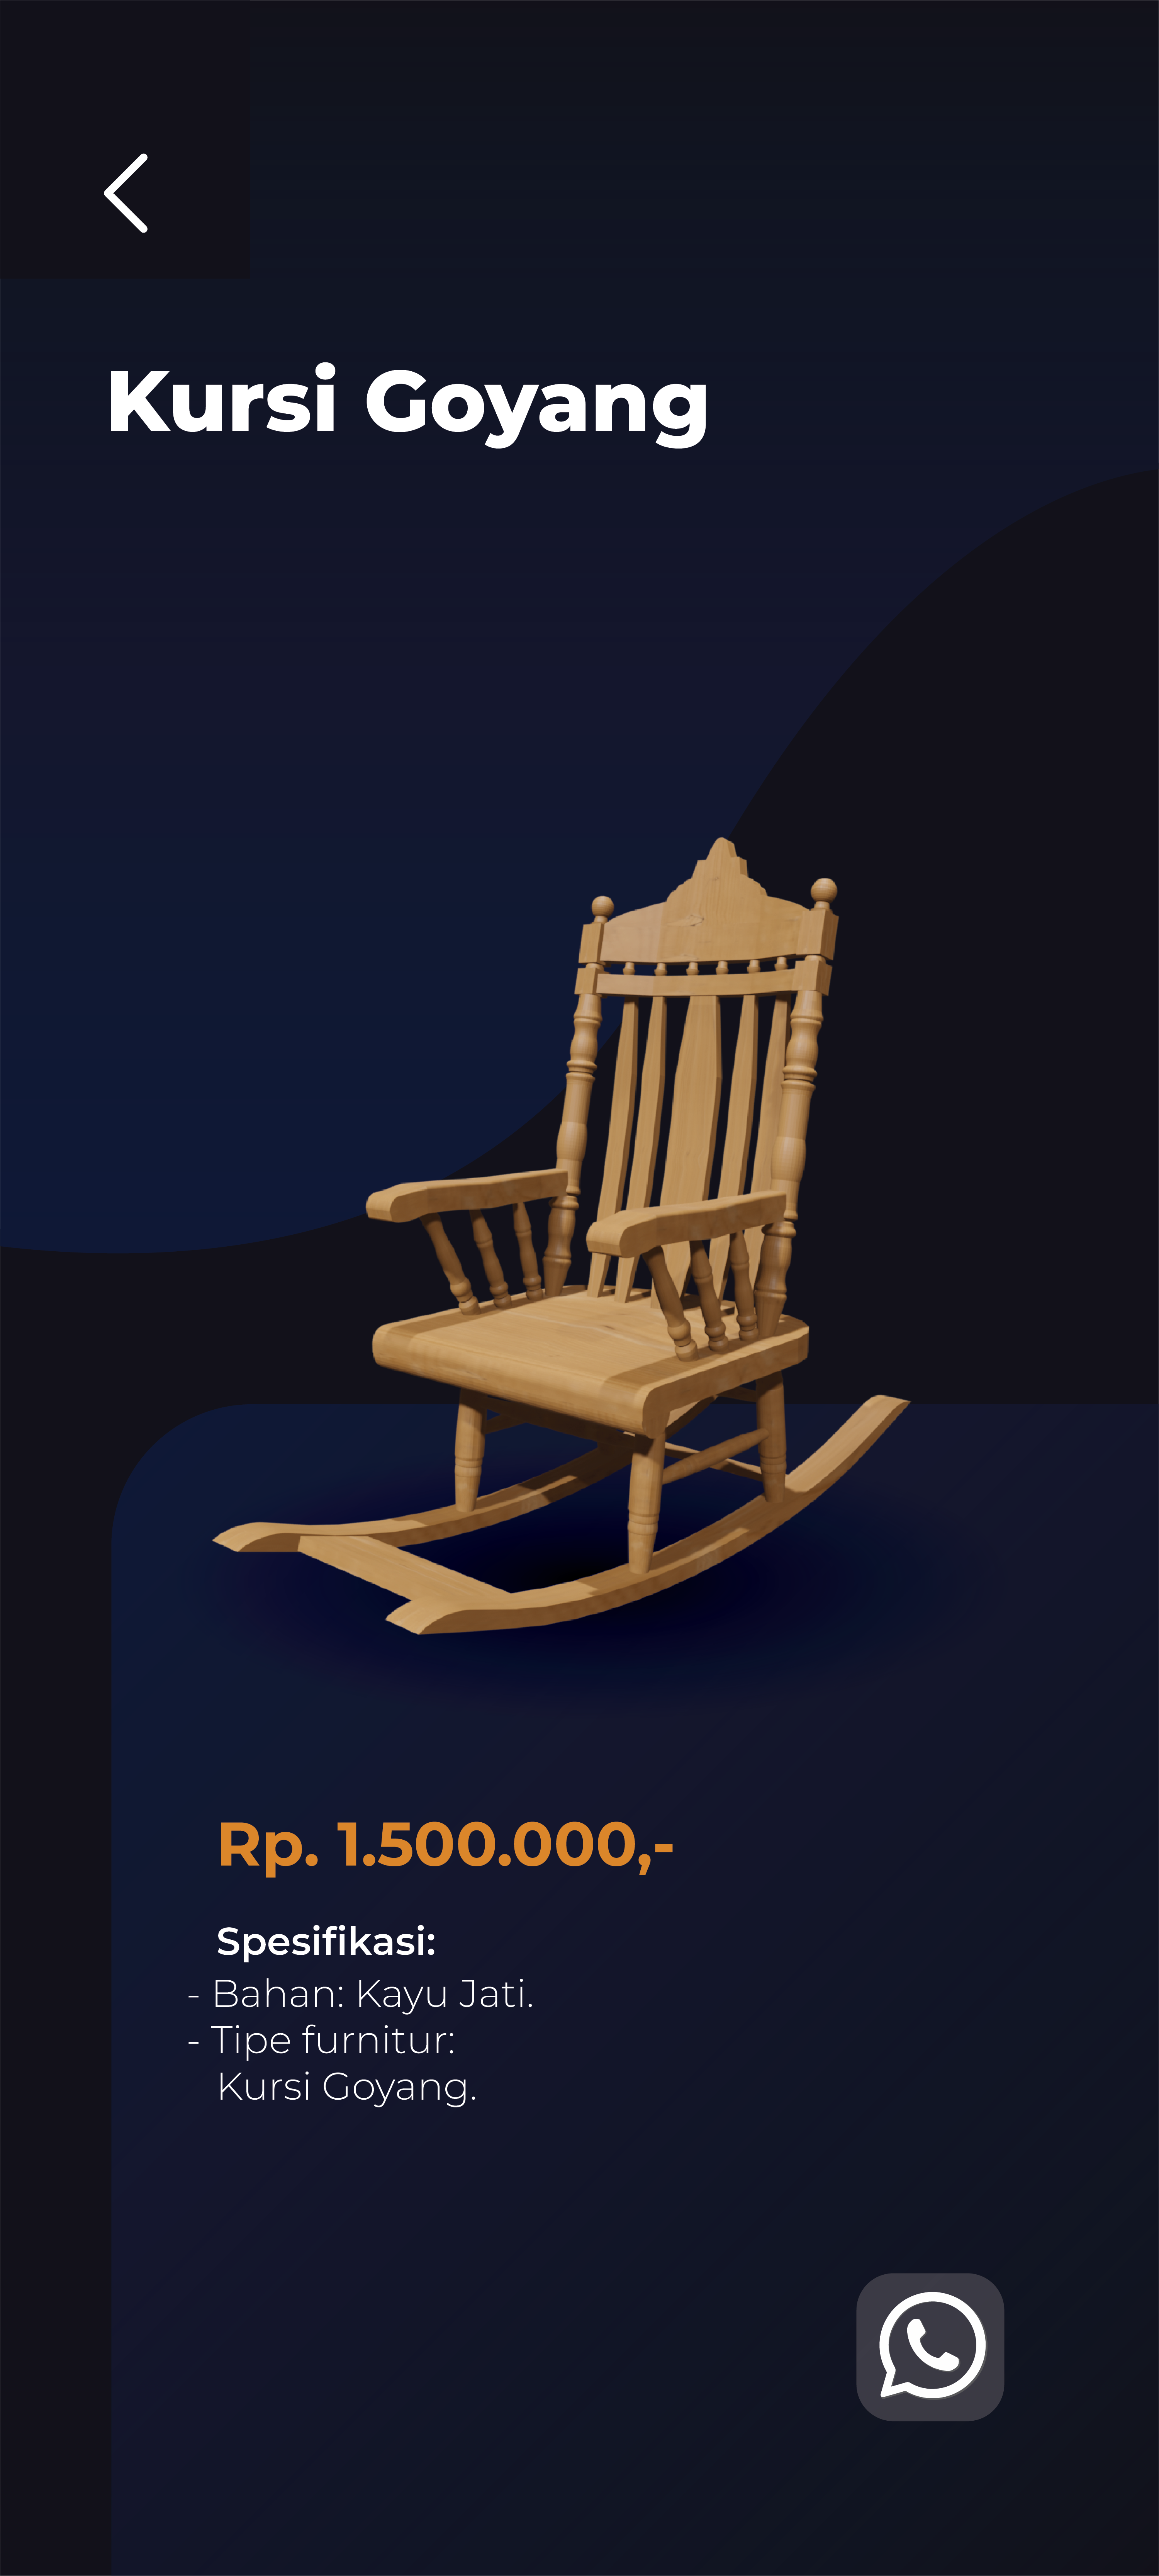 Kursi Goyang
Rp. 1.500.000,-
Spesifikasi:
- Bahan: Kayu Jati.
- Tipe furnitur:
Kursi Goyang.